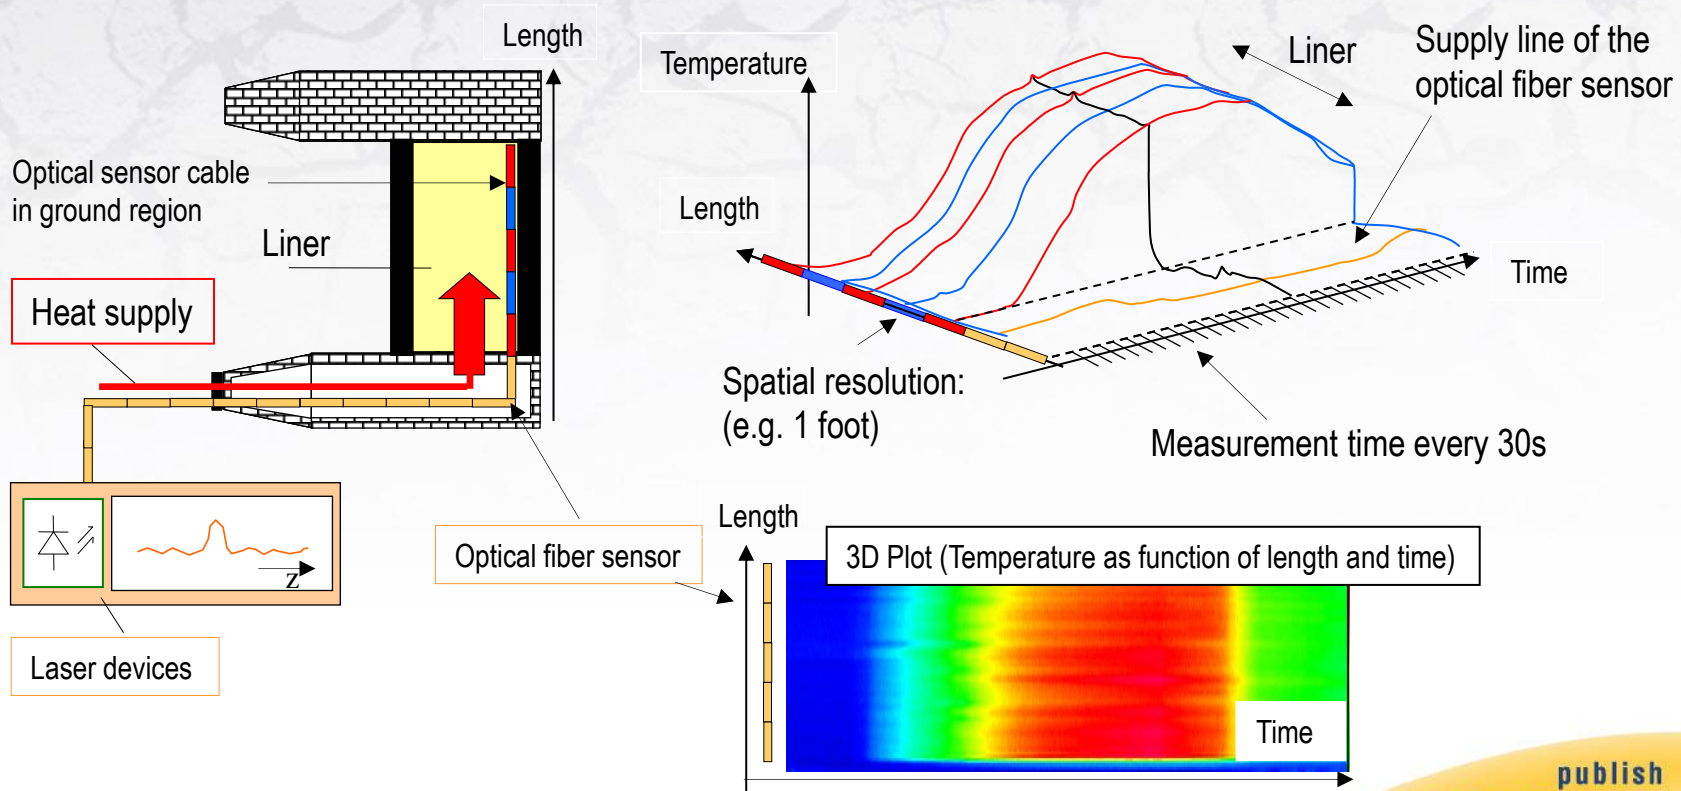 Length
Optical sensor cable
in ground region
Liner
Heat supply
z
Laser devices
Optical fiber sensor
Temperature
Length
Liner
Supply line of the
optical fiber sensor
Time
Spatial resolution:
(e.g. 1 foot)
Measurement time every 30s
Length
3D Plot (Temperature as function of length and time)
Time
publish